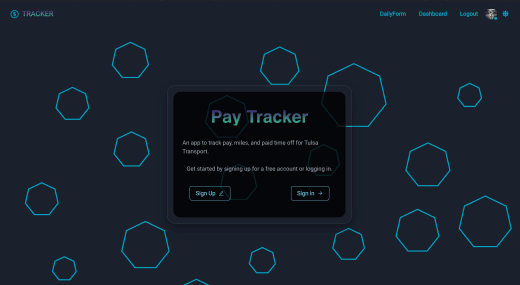 TRACKER
DailyForm Dashboard Logout
Pay Tracker
An app to track pay, miles, and paid time off for Tulsa
Transport.
Get started by signing up for a free account or logging in.
Sign Up
Sign in